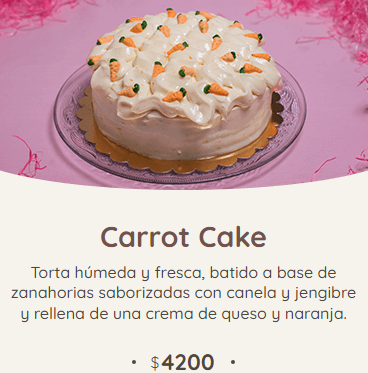 Carrot Cake
Torta húmeda y fresca, batido a base de
zanahorias saborizadas con canela y jengibre
y rellena de una crema de queso y naranja.
• $4200 •